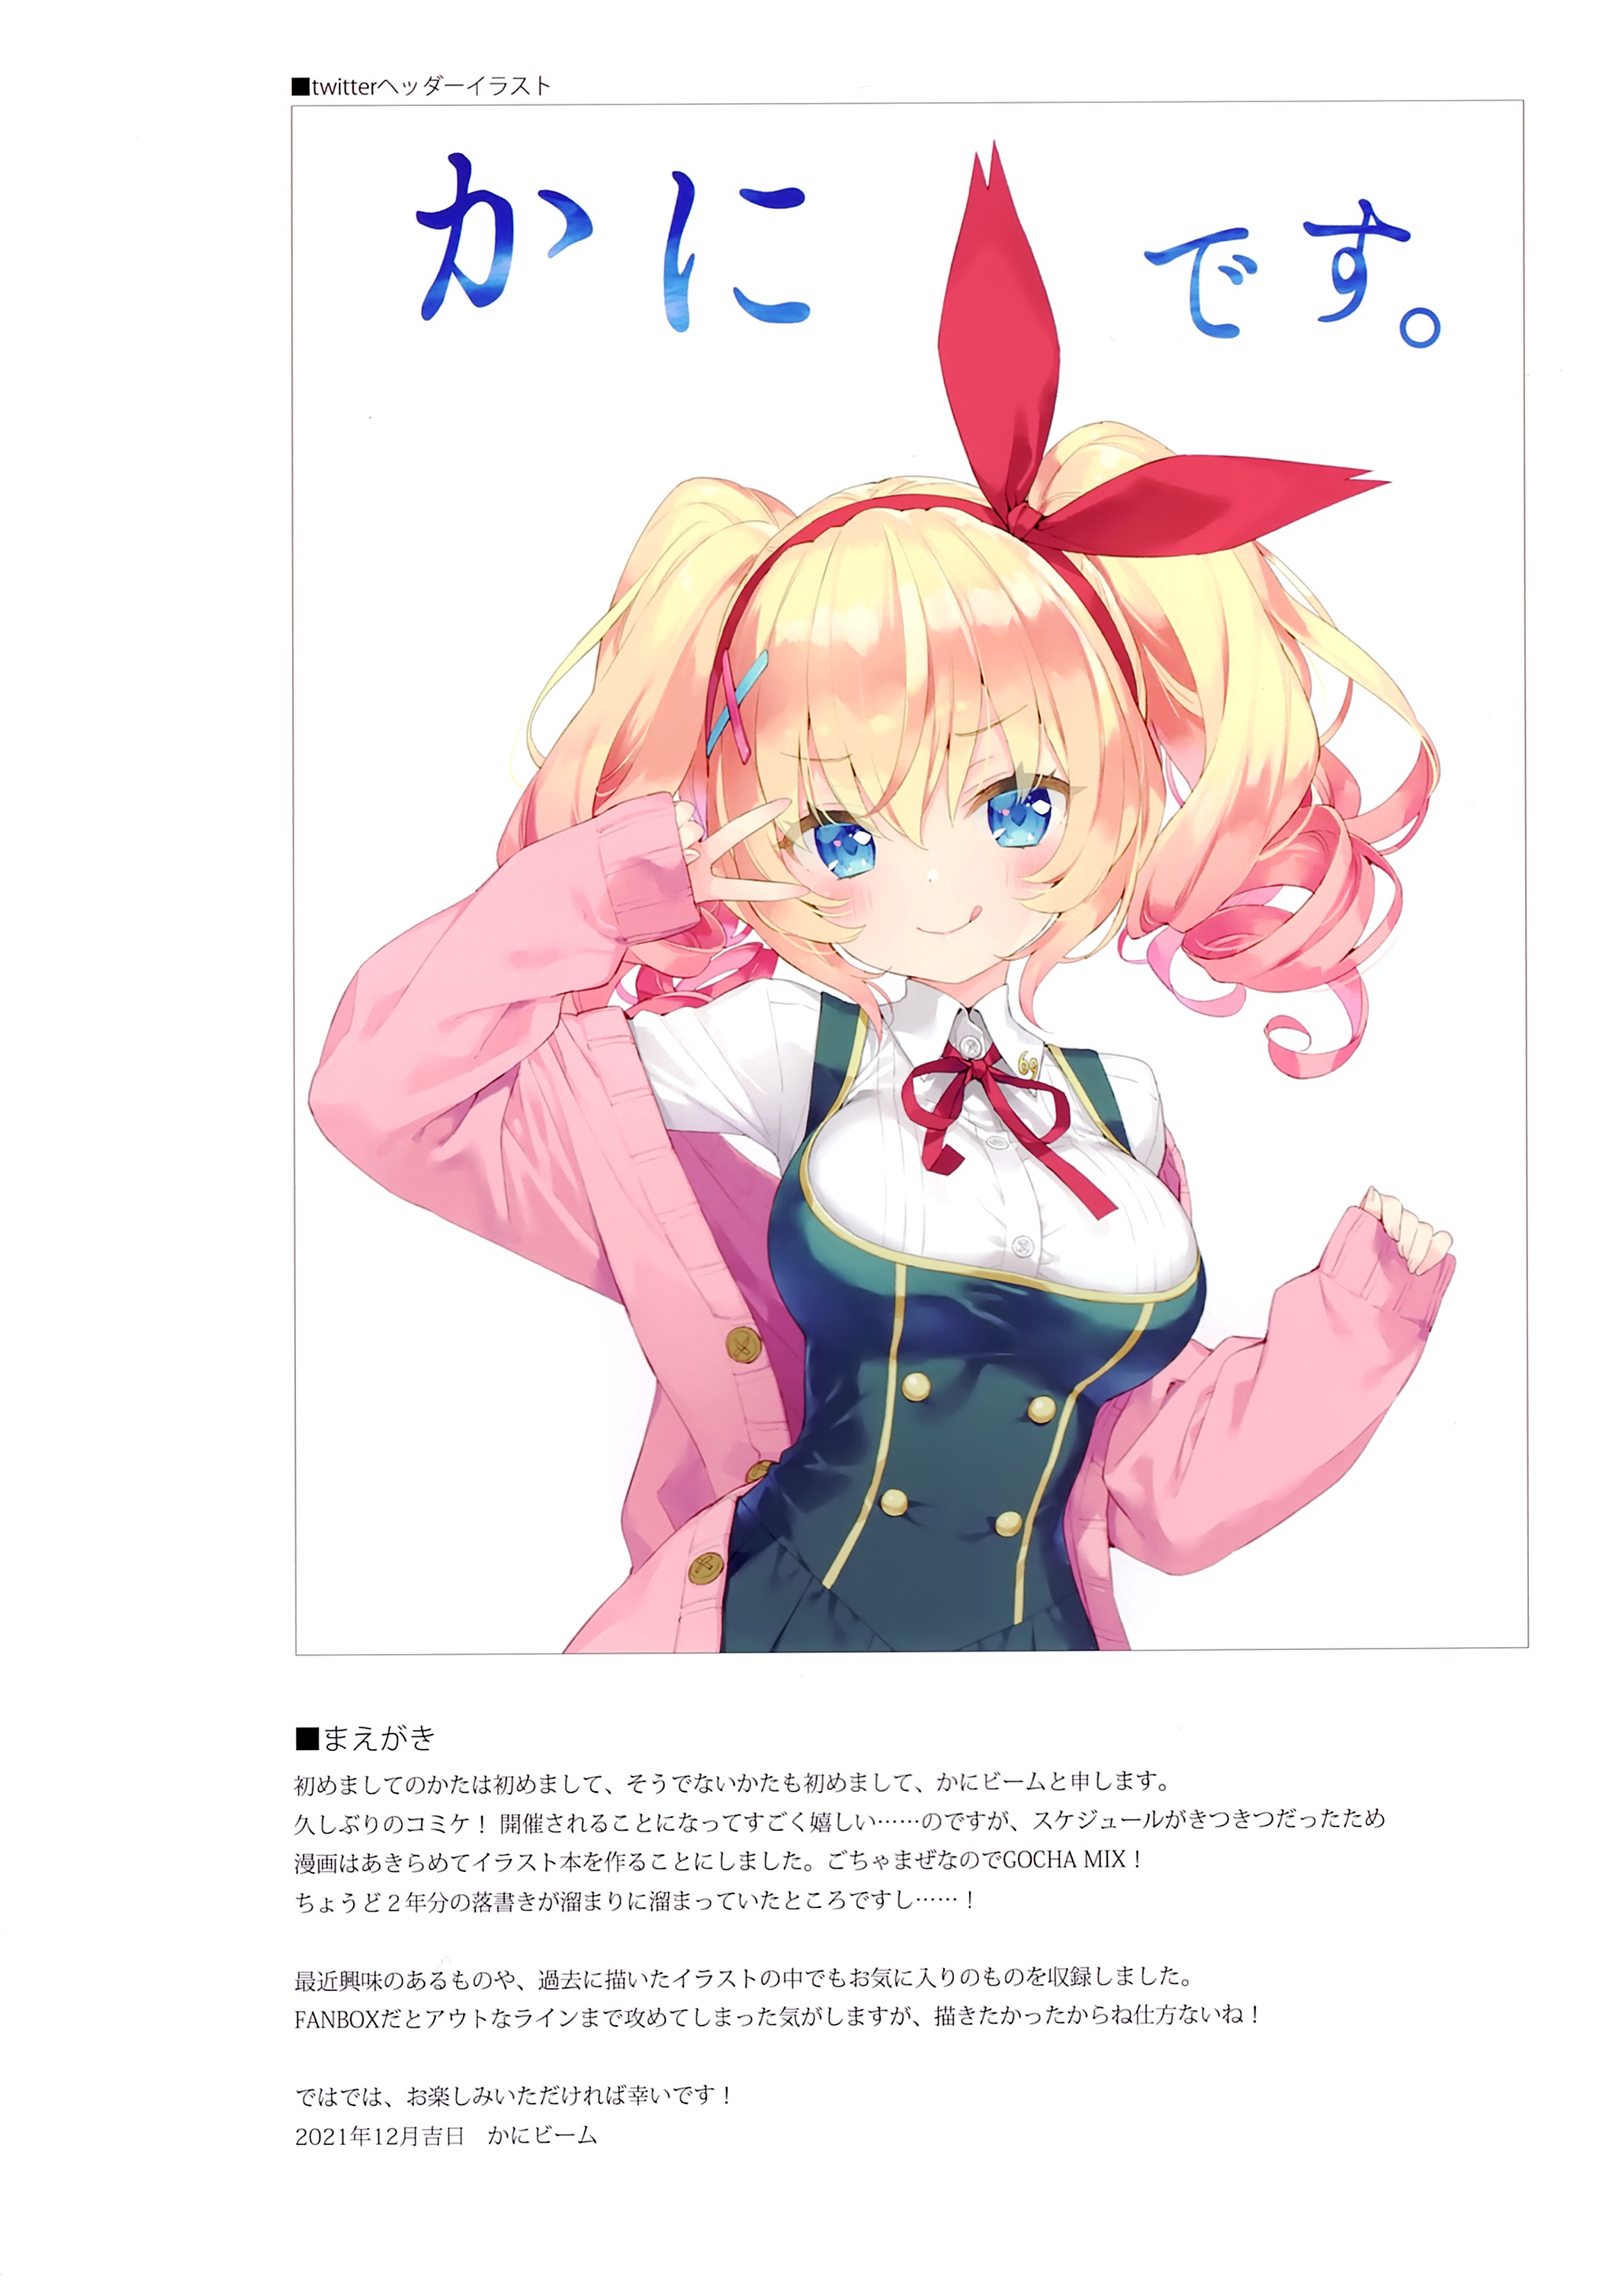 ■twitterヘッダーイラスト
かに です。
69
■まえがき
初めましてのかたは初めまして、そうでないかたも初めまして、かにビームと申します。
久しぶりのコミケ！ 開催されることになってすごく嬉しい……のですが、スケジュールがきつきつだったため
漫画はあきらめてイラスト本を作ることにしました。ごちゃまぜなのでGOCHA MIX！
ちょうど２年分の落書きが溜まりに溜まっていたところですし……！
最近興味のあるものや、過去に描いたイラストの中でもお気に入りのものを収録しました。
FANBOXだとアウトなラインまで攻めてしまった気がしますが、描きたかったからね仕方ないね！
ではでは、お楽しみいただければ幸いです！
2021年12月吉日　かにビーム